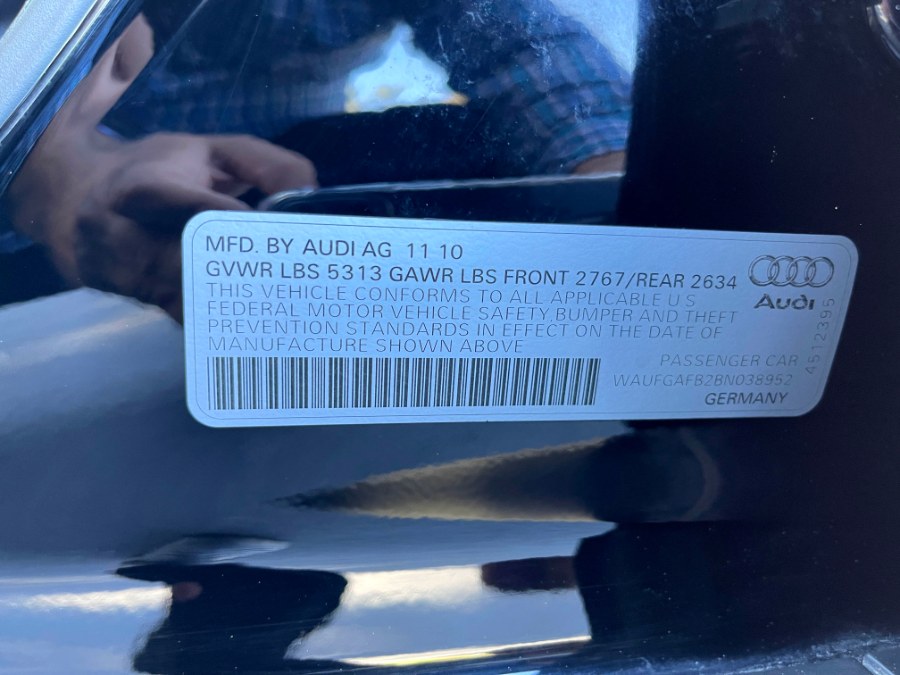 MFD. BY AUDI AG 11 10
GVWR LBS 5313 GAWR LBS FRONT 2767/REAR 2634
THIS VEHICLE CONFORMS TO ALL APPLICABLE U S
FEDERAL MOTOR VEHICLE SAFETY, BUMPER AND THEFT
PREVENTION STANDARDS IN EFFECT ON THE DATE OF
MANUFACTURE SHOWN ABOVE
Audi
4512395
PASSENGER CAR
WAUFGAFB2BN038952
GERMANY